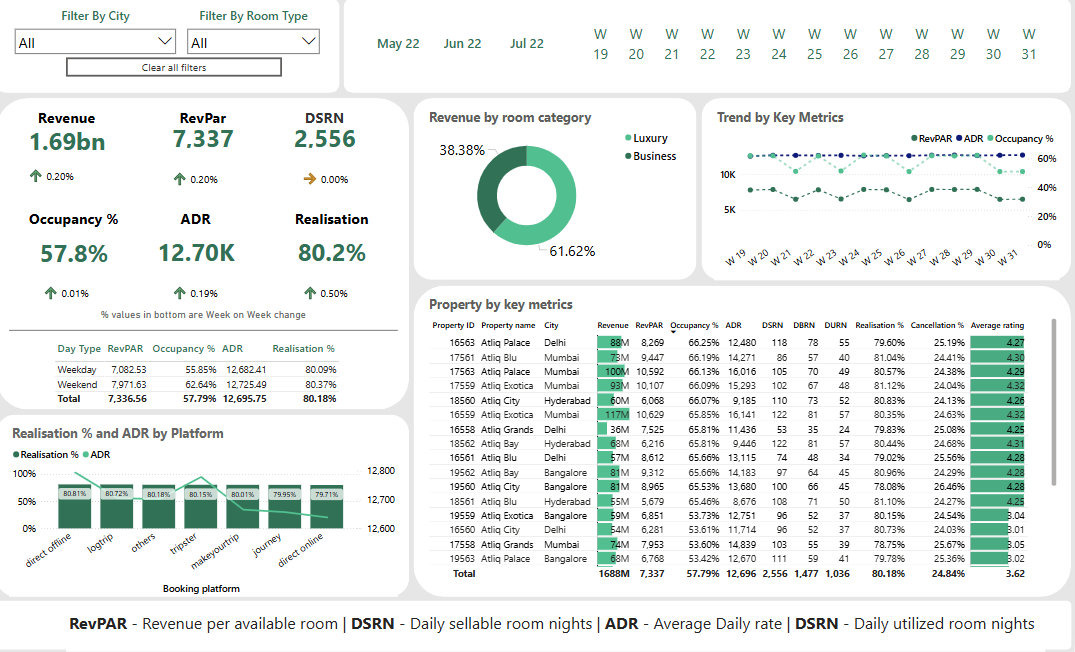 Filter By City
Filter By Room Type
All
All
Clear all filters
May 22 Jun 22 Jul 22
W 19 W 20 W 21 W 22 W 23 W 24 W 25 W 26 W 27 W 28 W 29 W 30 W 31
Revenue RevPar DSRN
1.69bn 7,337 2,556
0.20% 0.20% 0.00%
Occupancy % ADR Realisation
57.8% 12.70K 80.2%
0.01% 0.19% 0.50%
% values in bottom are Week on Week change
Day Type RevPAR Occupancy % ADR Realisation %
Weekday 7,082.53 55.85% 12,682.41 80.09%
Weekend 7,971.63 62.64% 12,725.49 80.37%
Total 7,336.56 57.79% 12,695.75 80.18%
Realisation % and ADR by Platform
Realisation % ADR
100%
50%
0%
12,800
12,700
12,600
80.81% 80.72% 80.18% 80.15% 80.01% 79.95% 79.71%
direct offline logtrip others tripster makeyourtrip journey direct online
Booking platform
Revenue by room category
Luxury
Business
38.38%
61.62%
Trend by Key Metrics
RevPAR ADR Occupancy %
10K
5K
60%
40%
20%
0%
W 19 W 20 W 21 W 22 W 23 W 24 W 25 W 26 W 27 W 28 W 29 W 30 W 31
Property by key metrics
Property ID Property name City Revenue RevPAR Occupancy % ADR DSRN DBRN DURN Realisation % Cancellation % Average rating
16563 Atliq Palace Delhi 88M 8,269 66.25% 12,480 118 78 55 79.60% 25.19% 4.27
17561 Atliq Blu Mumbai 73M 9,447 66.19% 14,271 86 57 40 81.04% 24.41% 4.30
17563 Atliq Palace Mumbai 100M 10,592 66.13% 16,016 105 70 49 80.57% 24.38% 4.29
17559 Atliq Exotica Mumbai 93M 10,107 66.09% 15,293 102 67 48 81.12% 24.04% 4.32
18560 Atliq City Hyderabad 60M 6,068 66.07% 9,185 110 73 52 80.83% 24.13% 4.26
16559 Atliq Exotica Mumbai 117M 10,629 65.85% 16,141 122 81 57 80.35% 24.63% 4.32
16558 Atliq Grands Delhi 36M 7,525 65.81% 11,436 53 35 24 79.83% 25.08% 4.25
18562 Atliq Bay Hyderabad 68M 6,216 65.81% 9,446 122 81 57 80.44% 24.68% 4.31
16561 Atliq Blu Delhi 57M 8,612 65.66% 13,115 74 48 34 79.02% 25.56% 4.28
19562 Atliq Bay Bangalore 81M 9,312 65.66% 14,183 97 64 45 80.96% 24.29% 4.28
19560 Atliq City Bangalore 81M 8,965 65.53% 13,680 100 66 45 78.08% 26.46% 4.28
18561 Atliq Blu Hyderabad 55M 5,679 65.46% 8,676 108 71 50 81.10% 24.27% 4.25
19559 Atliq Exotica Bangalore 59M 6,851 53.73% 12,751 96 52 37 80.15% 24.54% 3.04
16560 Atliq City Delhi 54M 6,281 53.61% 11,714 96 52 37 80.73% 24.03% 3.01
17558 Atliq Grands Mumbai 74M 7,953 53.60% 14,839 103 55 39 78.75% 25.67% 3.05
19563 Atliq Palace Bangalore 68M 6,768 53.42% 12,670 111 59 41 79.78% 25.36% 3.02
Total 1688M 7,337 57.79% 12,696 2,556 1,477 1,036 80.18% 24.84% 3.62
RevPAR - Revenue per available room | DSRN - Daily sellable room nights | ADR - Average Daily rate | DSRN - Daily utilized room nights